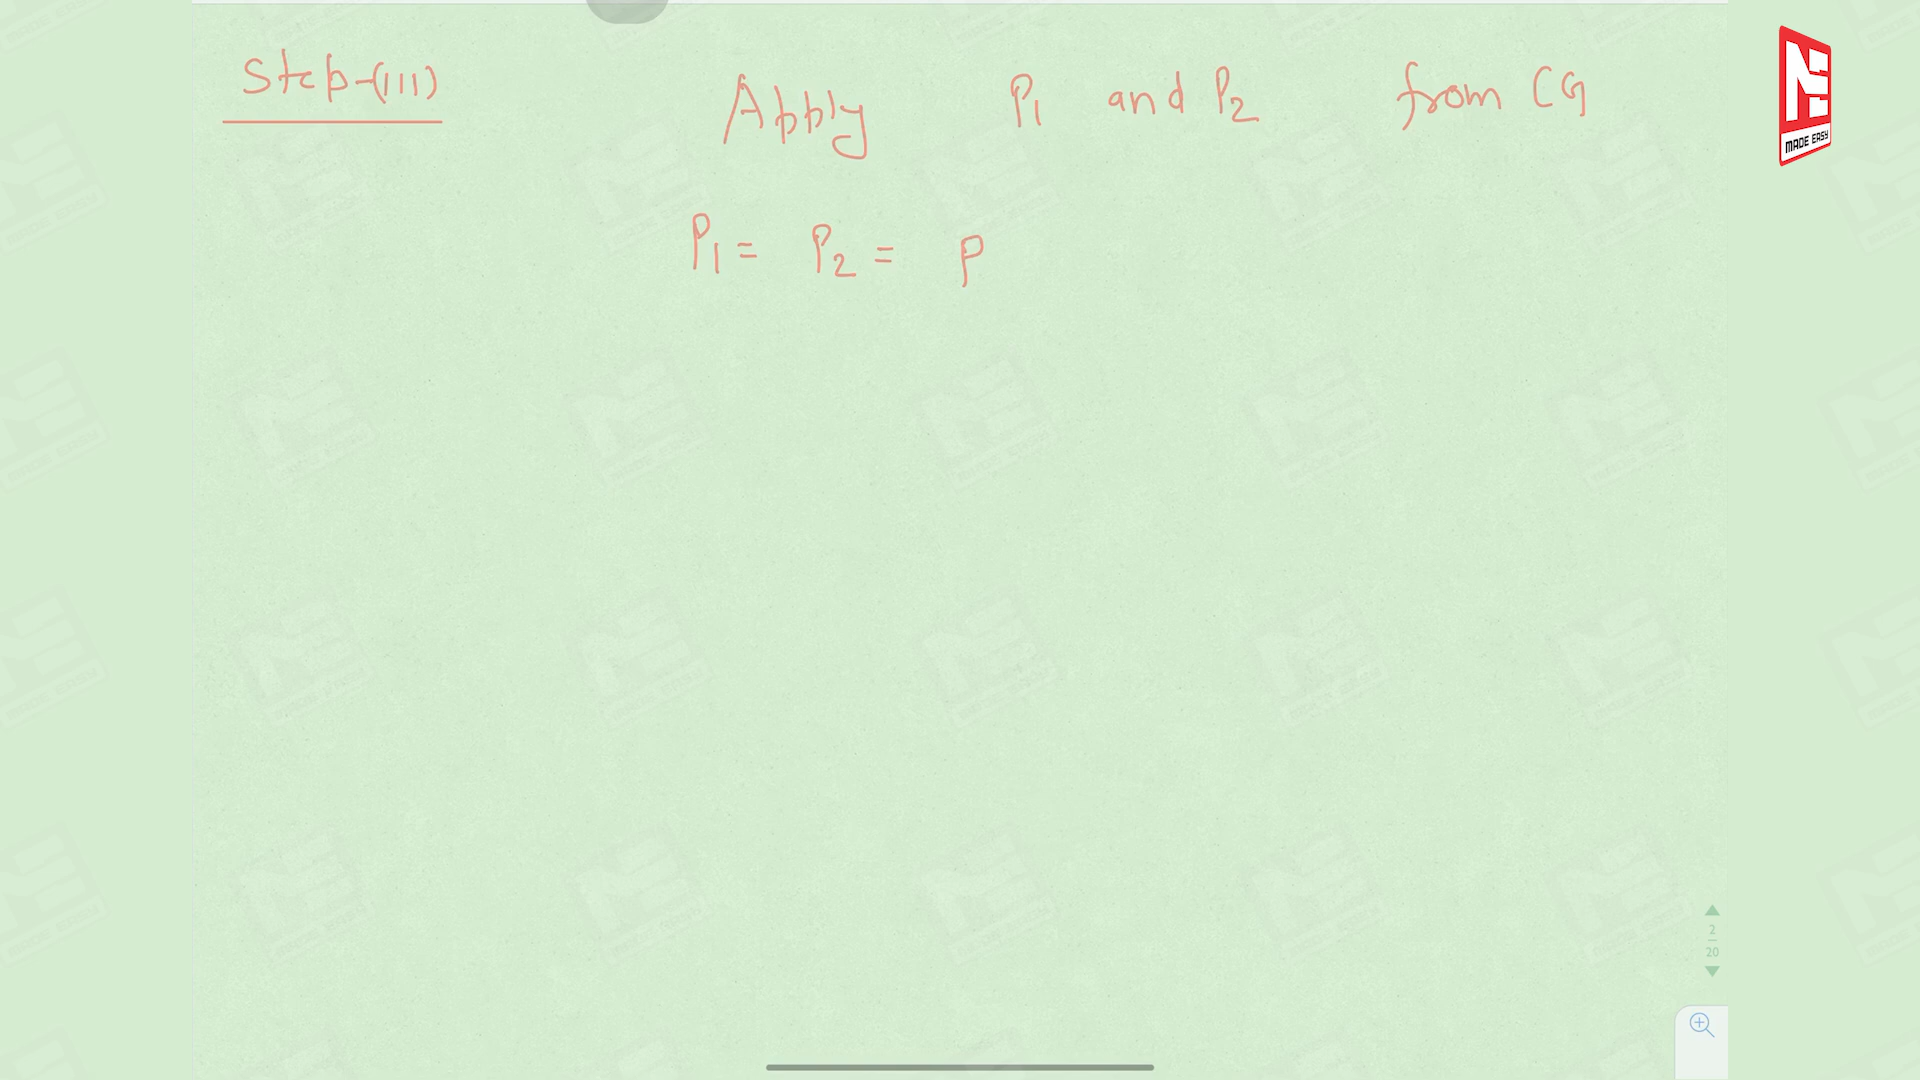 Step-(III) Apply P1 and P2 from CG
P1 = P2 = P
MADE EASY
2
20